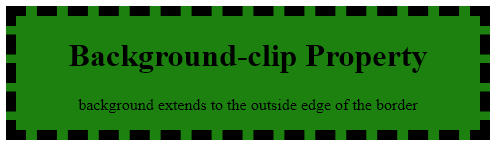 Background-clip Property
background extends to the outside edge of the border